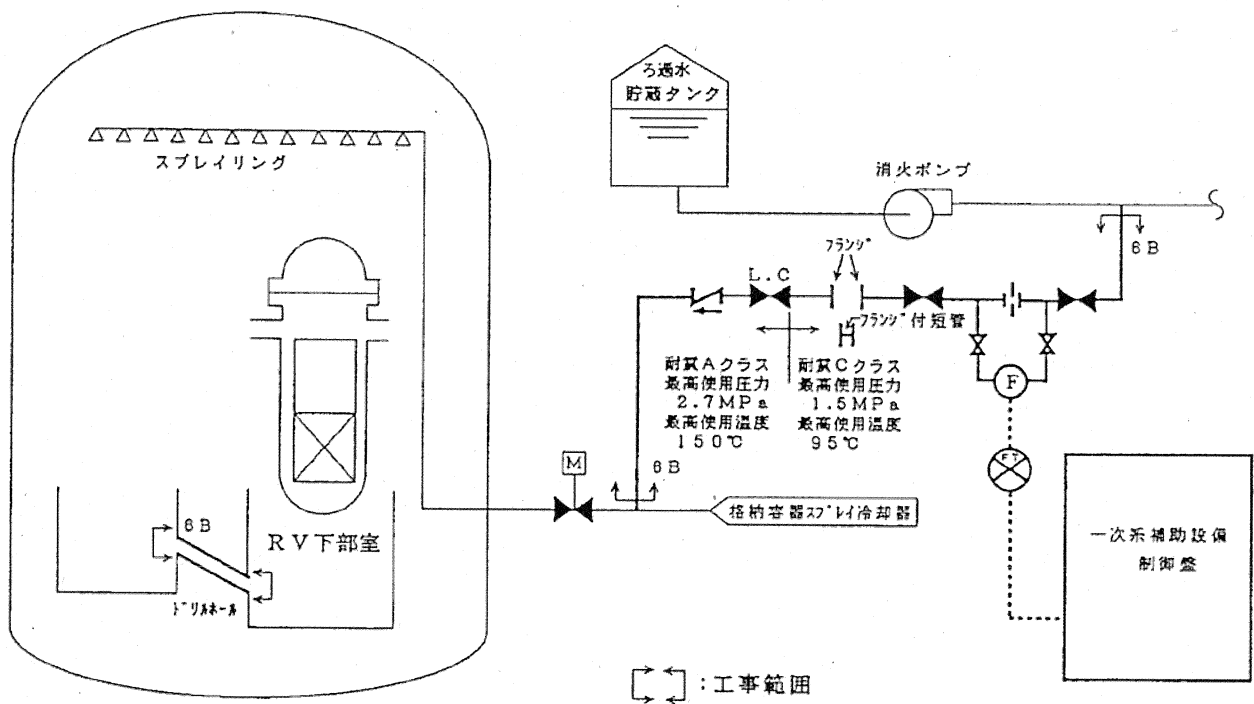 ろ過水
貯蔵タンク
スプレイリング
消火ポンプ
6B
フランジ
L.C
フランジ付短管
耐震Aクラス
最高使用圧力
2.7MPa
最高使用温度
150℃
耐震Cクラス
最高使用圧力
1.5MPa
最高使用温度
95℃
F
FT
M
6B
格納容器スプレイ冷却器
6B
RV下部室
ドリルホール
一次系補助設備
制御盤
:工事範囲